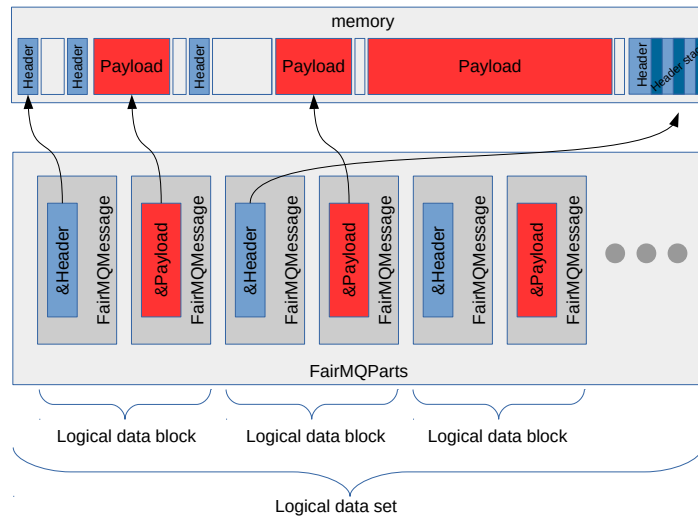 memory
Header
Header
Payload
Header
Payload
Payload
Header
&Header
FairMQMessage
&Payload
FairMQMessage
&Header
FairMQMessage
&Payload
FairMQMessage
&Header
FairMQMessage
&Payload
FairMQMessage
FairMQParts
Logical data block
Logical data block
Logical data block
Logical data set